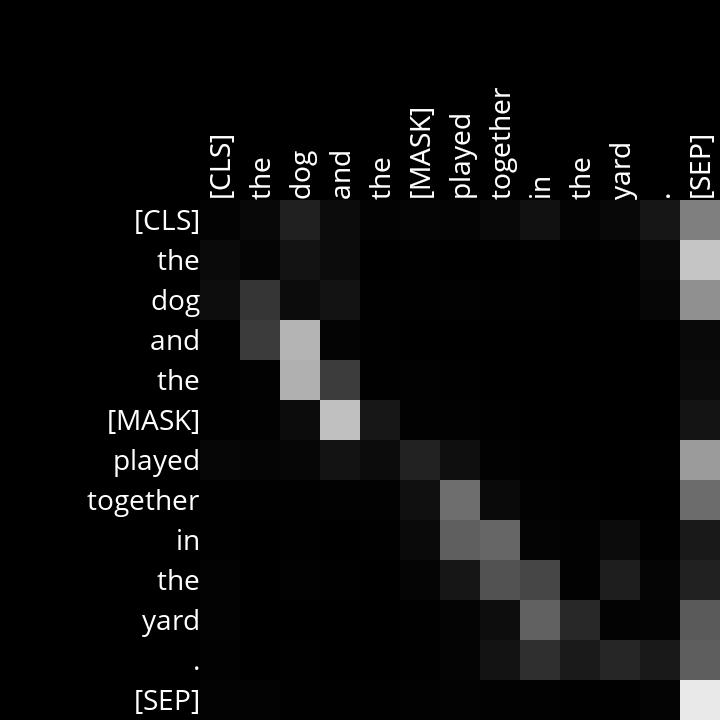 [CLS] the dog and the [MASK] played together in the yard . [SEP]
[CLS]
the
dog
and
the
[MASK]
played
together
in
the
yard
.
[SEP]